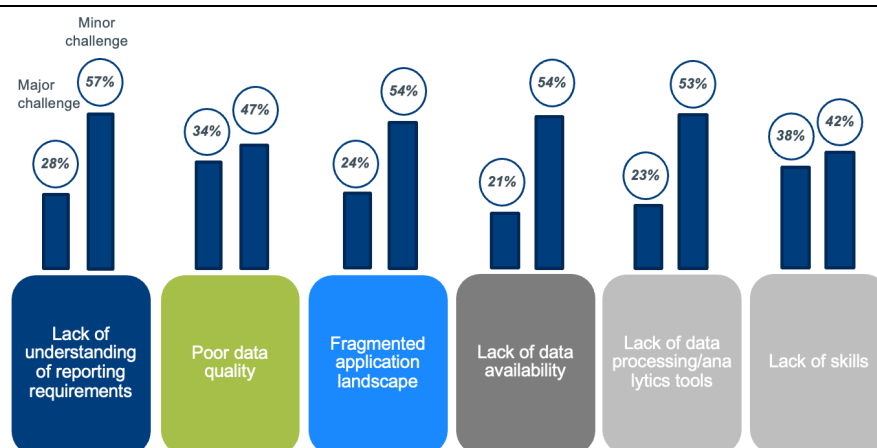 Minor
challenge
Major
challenge
28%
57%
34%
47%
24%
54%
21%
54%
23%
53%
38%
42%
Lack of
understanding
of reporting
requirements
Poor data
quality
Fragmented
application
landscape
Lack of data
availability
Lack of data
processing/ana
lytics tools
Lack of skills